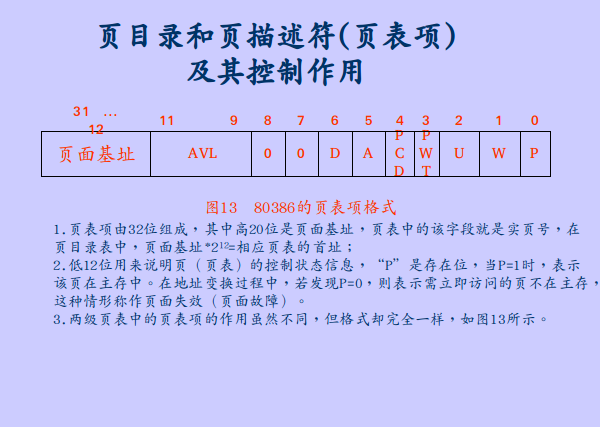 页目录和页描述符(页表项)
及其控制作用
31 … 12 11 9 8 7 6 5 4 3 2 1 0
页面基址 AVL 0 0 D A PCD PWT U W P
图13 80386的页表项格式
1.页表项由32位组成，其中高20位是页面基址，页表中的该字段就是实页号，在
页目录表中，页面基址*2¹²=相应页表的首址；
2.低12位用来说明页（页表）的控制状态信息，“P”是存在位，当P=1时，表示
该页在主存中。在地址变换过程中，若发现P=0，则表示需立即访问的页不在主存，
这种情形称作页面失效（页面故障）。
3.两级页表中的页表项的作用虽然不同，但格式却完全一样，如图13所示。